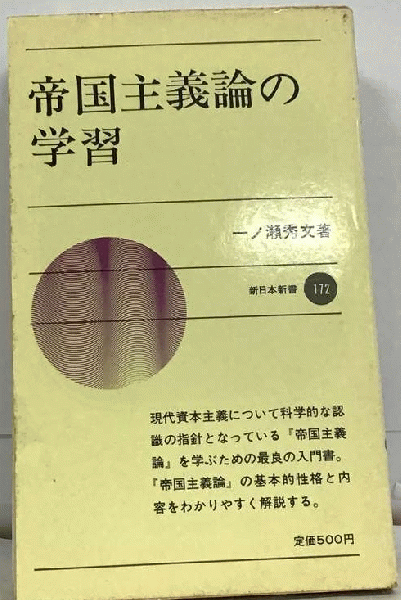 帝国主義論の
学習
一ノ瀬秀文著
新日本新書 172
現代資本主義について科学的な認
識の指針となっている『帝国主義
論』を学ぶための最良の入門書。
『帝国主義論』の基本的性格と内
容をわかりやすく解説する。
定価500円